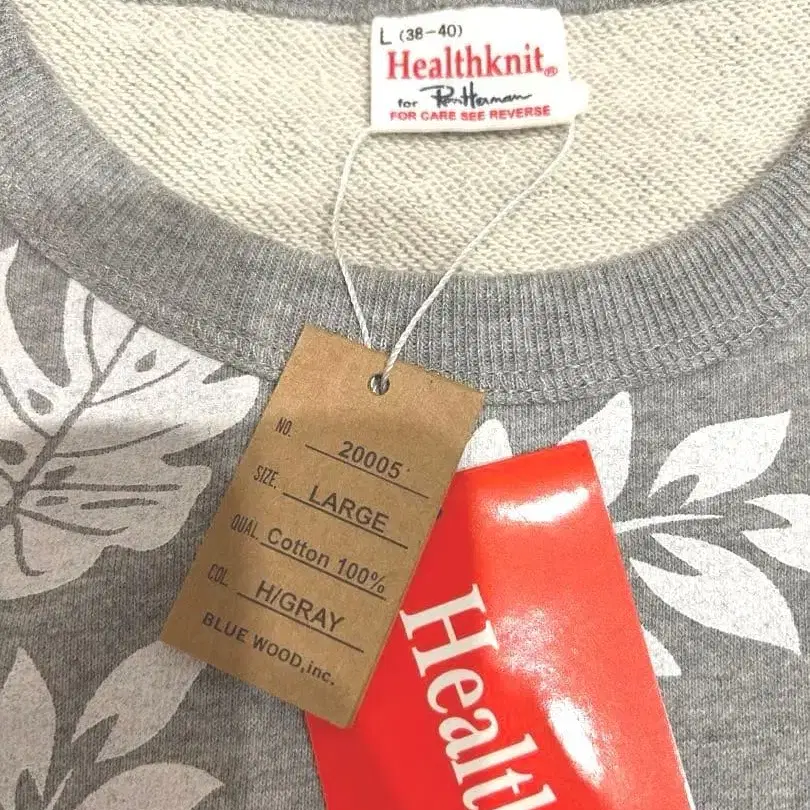 L (38-40)
Healthknit®
for Ron Herman
FOR CARE SEE REVERSE
NO. 20005
SIZE. LARGE
QUAL. Cotton 100%
COL. H/GRAY
BLUE WOOD,inc.
Healt